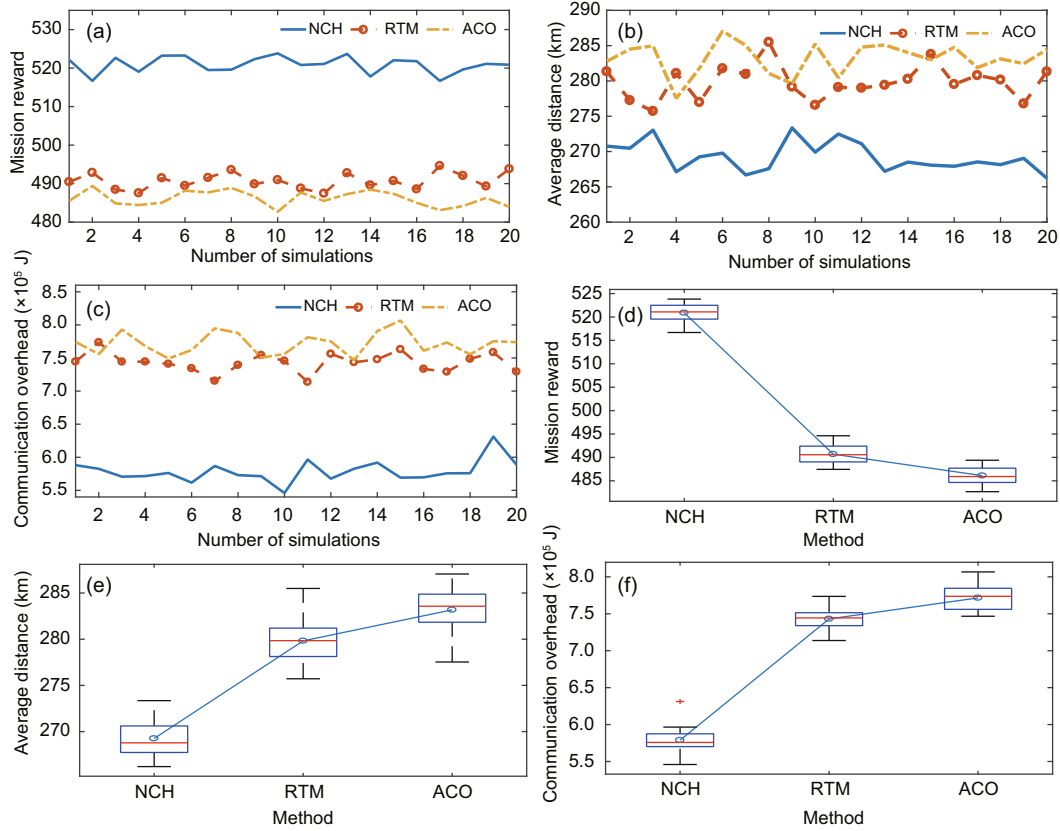 (a)
NCH RTM ACO
Mission reward
530
520
510
500
490
480
2 4 6 8 10 12 14 16 18 20
Number of simulations
(b)
NCH RTM ACO
Average distance (km)
290
285
280
275
270
265
260
2 4 6 8 10 12 14 16 18 20
Number of simulations
(c)
NCH RTM ACO
Communication overhead (×10⁵ J)
8.5
8.0
7.5
7.0
6.5
6.0
5.5
2 4 6 8 10 12 14 16 18 20
Number of simulations
(d)
Mission reward
525
520
515
510
505
500
495
490
485
NCH RTM ACO
Method
(e)
Average distance (km)
285
280
275
270
NCH RTM ACO
Method
(f)
Communication overhead (×10⁵ J)
8.0
7.5
7.0
6.5
6.0
5.5
NCH RTM ACO
Method